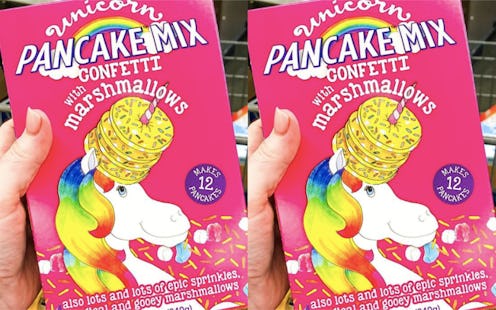 unicorn
PANCAKE MIX
CONFETTI
with
marshmallows
MAKES
12
PANCAKES
also lots and lots of epic sprinkles,
and gooey marshmallows
unicorn
PANCAKE MIX
CONFETTI
with
marshmallows
MAKES
12
PANCAKES
also lots and lots of epic sprinkles,
and gooey marshmallows